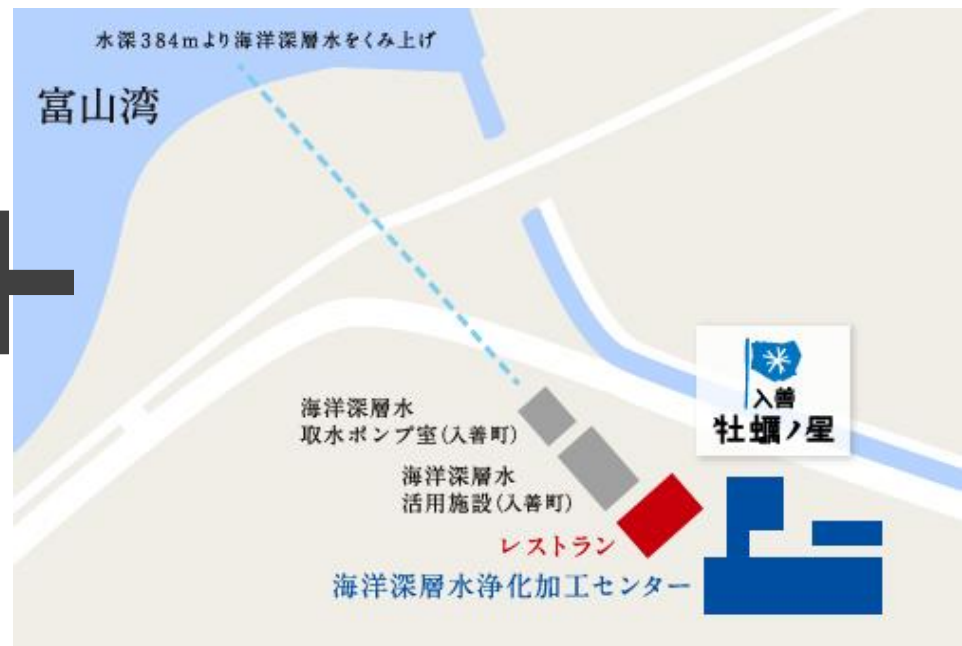 水深384mより海洋深層水をくみ上げ
富山湾
入善
牡蠣ノ星
海洋深層水
取水ポンプ室(入善町)
海洋深層水
活用施設(入善町)
レストラン
海洋深層水浄化加工センター